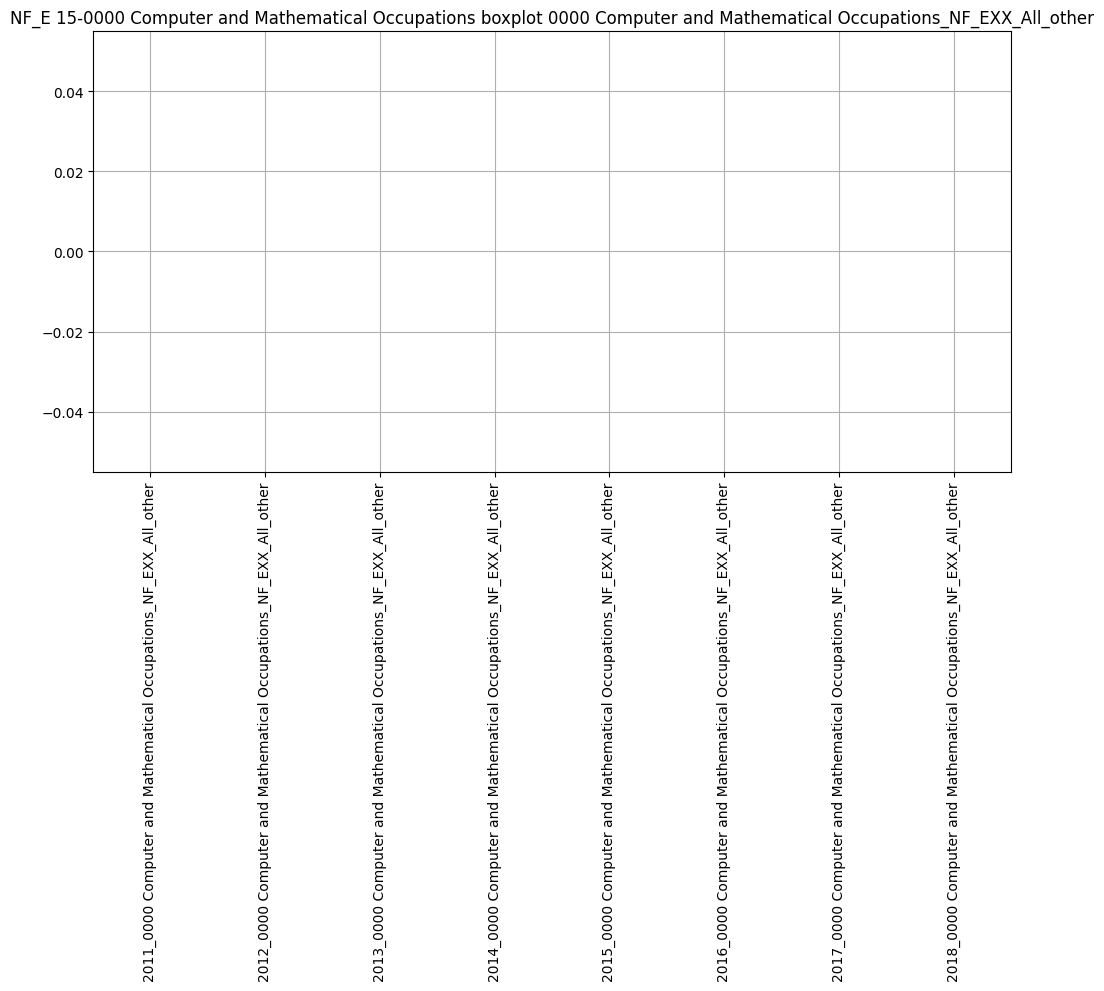 NF_E 15-0000 Computer and Mathematical Occupations boxplot 0000 Computer and Mathematical Occupations_NF_EXX_All_other
0.04
0.02
0.00
−0.02
−0.04
2011_0000 Computer and Mathematical Occupations_NF_EXX_All_other
2012_0000 Computer and Mathematical Occupations_NF_EXX_All_other
2013_0000 Computer and Mathematical Occupations_NF_EXX_All_other
2014_0000 Computer and Mathematical Occupations_NF_EXX_All_other
2015_0000 Computer and Mathematical Occupations_NF_EXX_All_other
2016_0000 Computer and Mathematical Occupations_NF_EXX_All_other
2017_0000 Computer and Mathematical Occupations_NF_EXX_All_other
2018_0000 Computer and Mathematical Occupations_NF_EXX_All_other